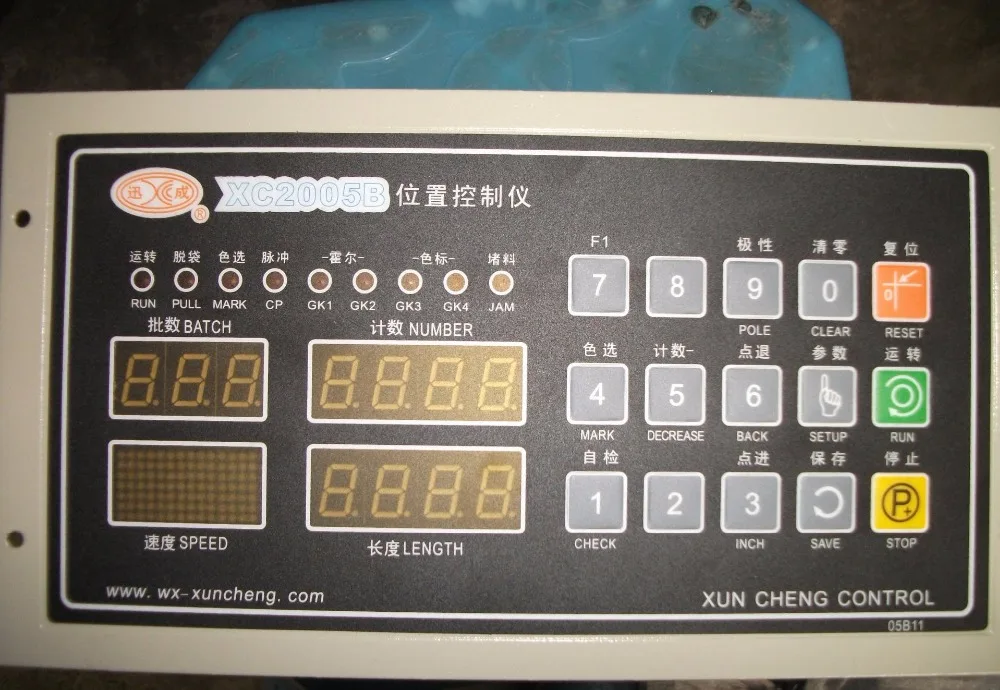 迅 XC 成 ®
XC2005B 位置控制仪
运转 脱袋 色选 脉冲 -霍尔- -色标- 堵料
RUN PULL MARK CP GK1 GK2 GK3 GK4 JAM
批数 BATCH
计数 NUMBER
速度 SPEED
长度 LENGTH
F1 极性 清零 复位
7 8 9 0 0
POLE CLEAR RESET
色选 计数- 点退 参数 运转
4 5 6
MARK DECREASE BACK SETUP RUN
自检 点进 保存 停止
1 2 3 P+
CHECK INCH SAVE STOP
www. wx-xuncheng. com
XUN CHENG CONTROL
05B11